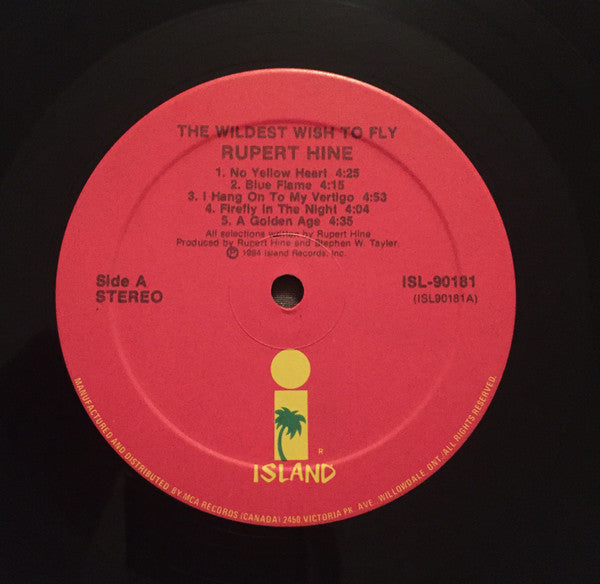 THE WILDEST WISH TO FLY
RUPERT HINE
1. No Yellow Heart 4:25
2. Blue Flame 4:15
3. I Hang On To My Vertigo 4:53
4. Firefly In The Night 4:04
5. A Golden Age 4:35
All selections written by Rupert Hine
Produced by Rupert Hine and Stephen W. Tayler
Ⓟ 1984 Island Records, Inc.
Side A
STEREO
ISL-90181
(ISL90181A)
R
ISLAND
MANUFACTURED AND DISTRIBUTED BY MCA RECORDS (CANADA) 2450 VICTORIA PK. AVE. WILLOWDALE ONT./ALL RIGHTS RESERVED.